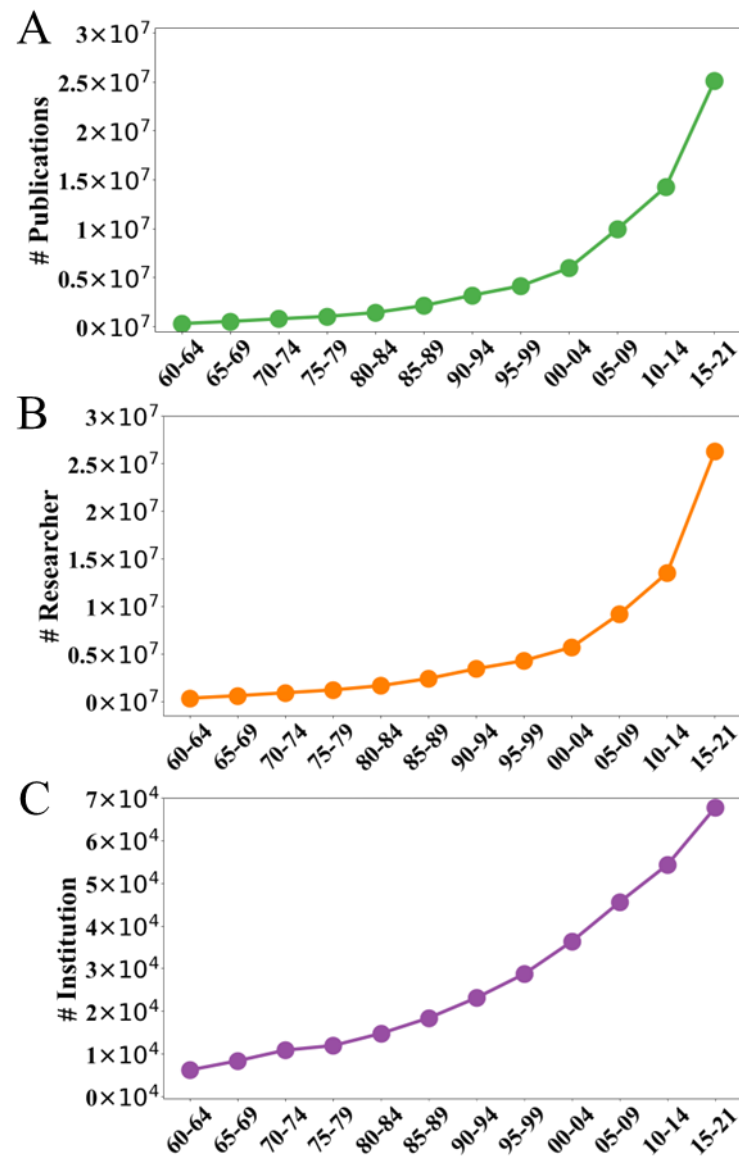 A
# Publications
3×10⁷
2.5×10⁷
2×10⁷
1.5×10⁷
1×10⁷
0.5×10⁷
0×10⁷
60-64 65-69 70-74 75-79 80-84 85-89 90-94 95-99 00-04 05-09 10-14 15-21
B
# Researcher
3×10⁷
2.5×10⁷
2×10⁷
1.5×10⁷
1×10⁷
0.5×10⁷
0×10⁷
60-64 65-69 70-74 75-79 80-84 85-89 90-94 95-99 00-04 05-09 10-14 15-21
C
# Institution
7×10⁴
6×10⁴
5×10⁴
4×10⁴
3×10⁴
2×10⁴
1×10⁴
0×10⁴
60-64 65-69 70-74 75-79 80-84 85-89 90-94 95-99 00-04 05-09 10-14 15-21